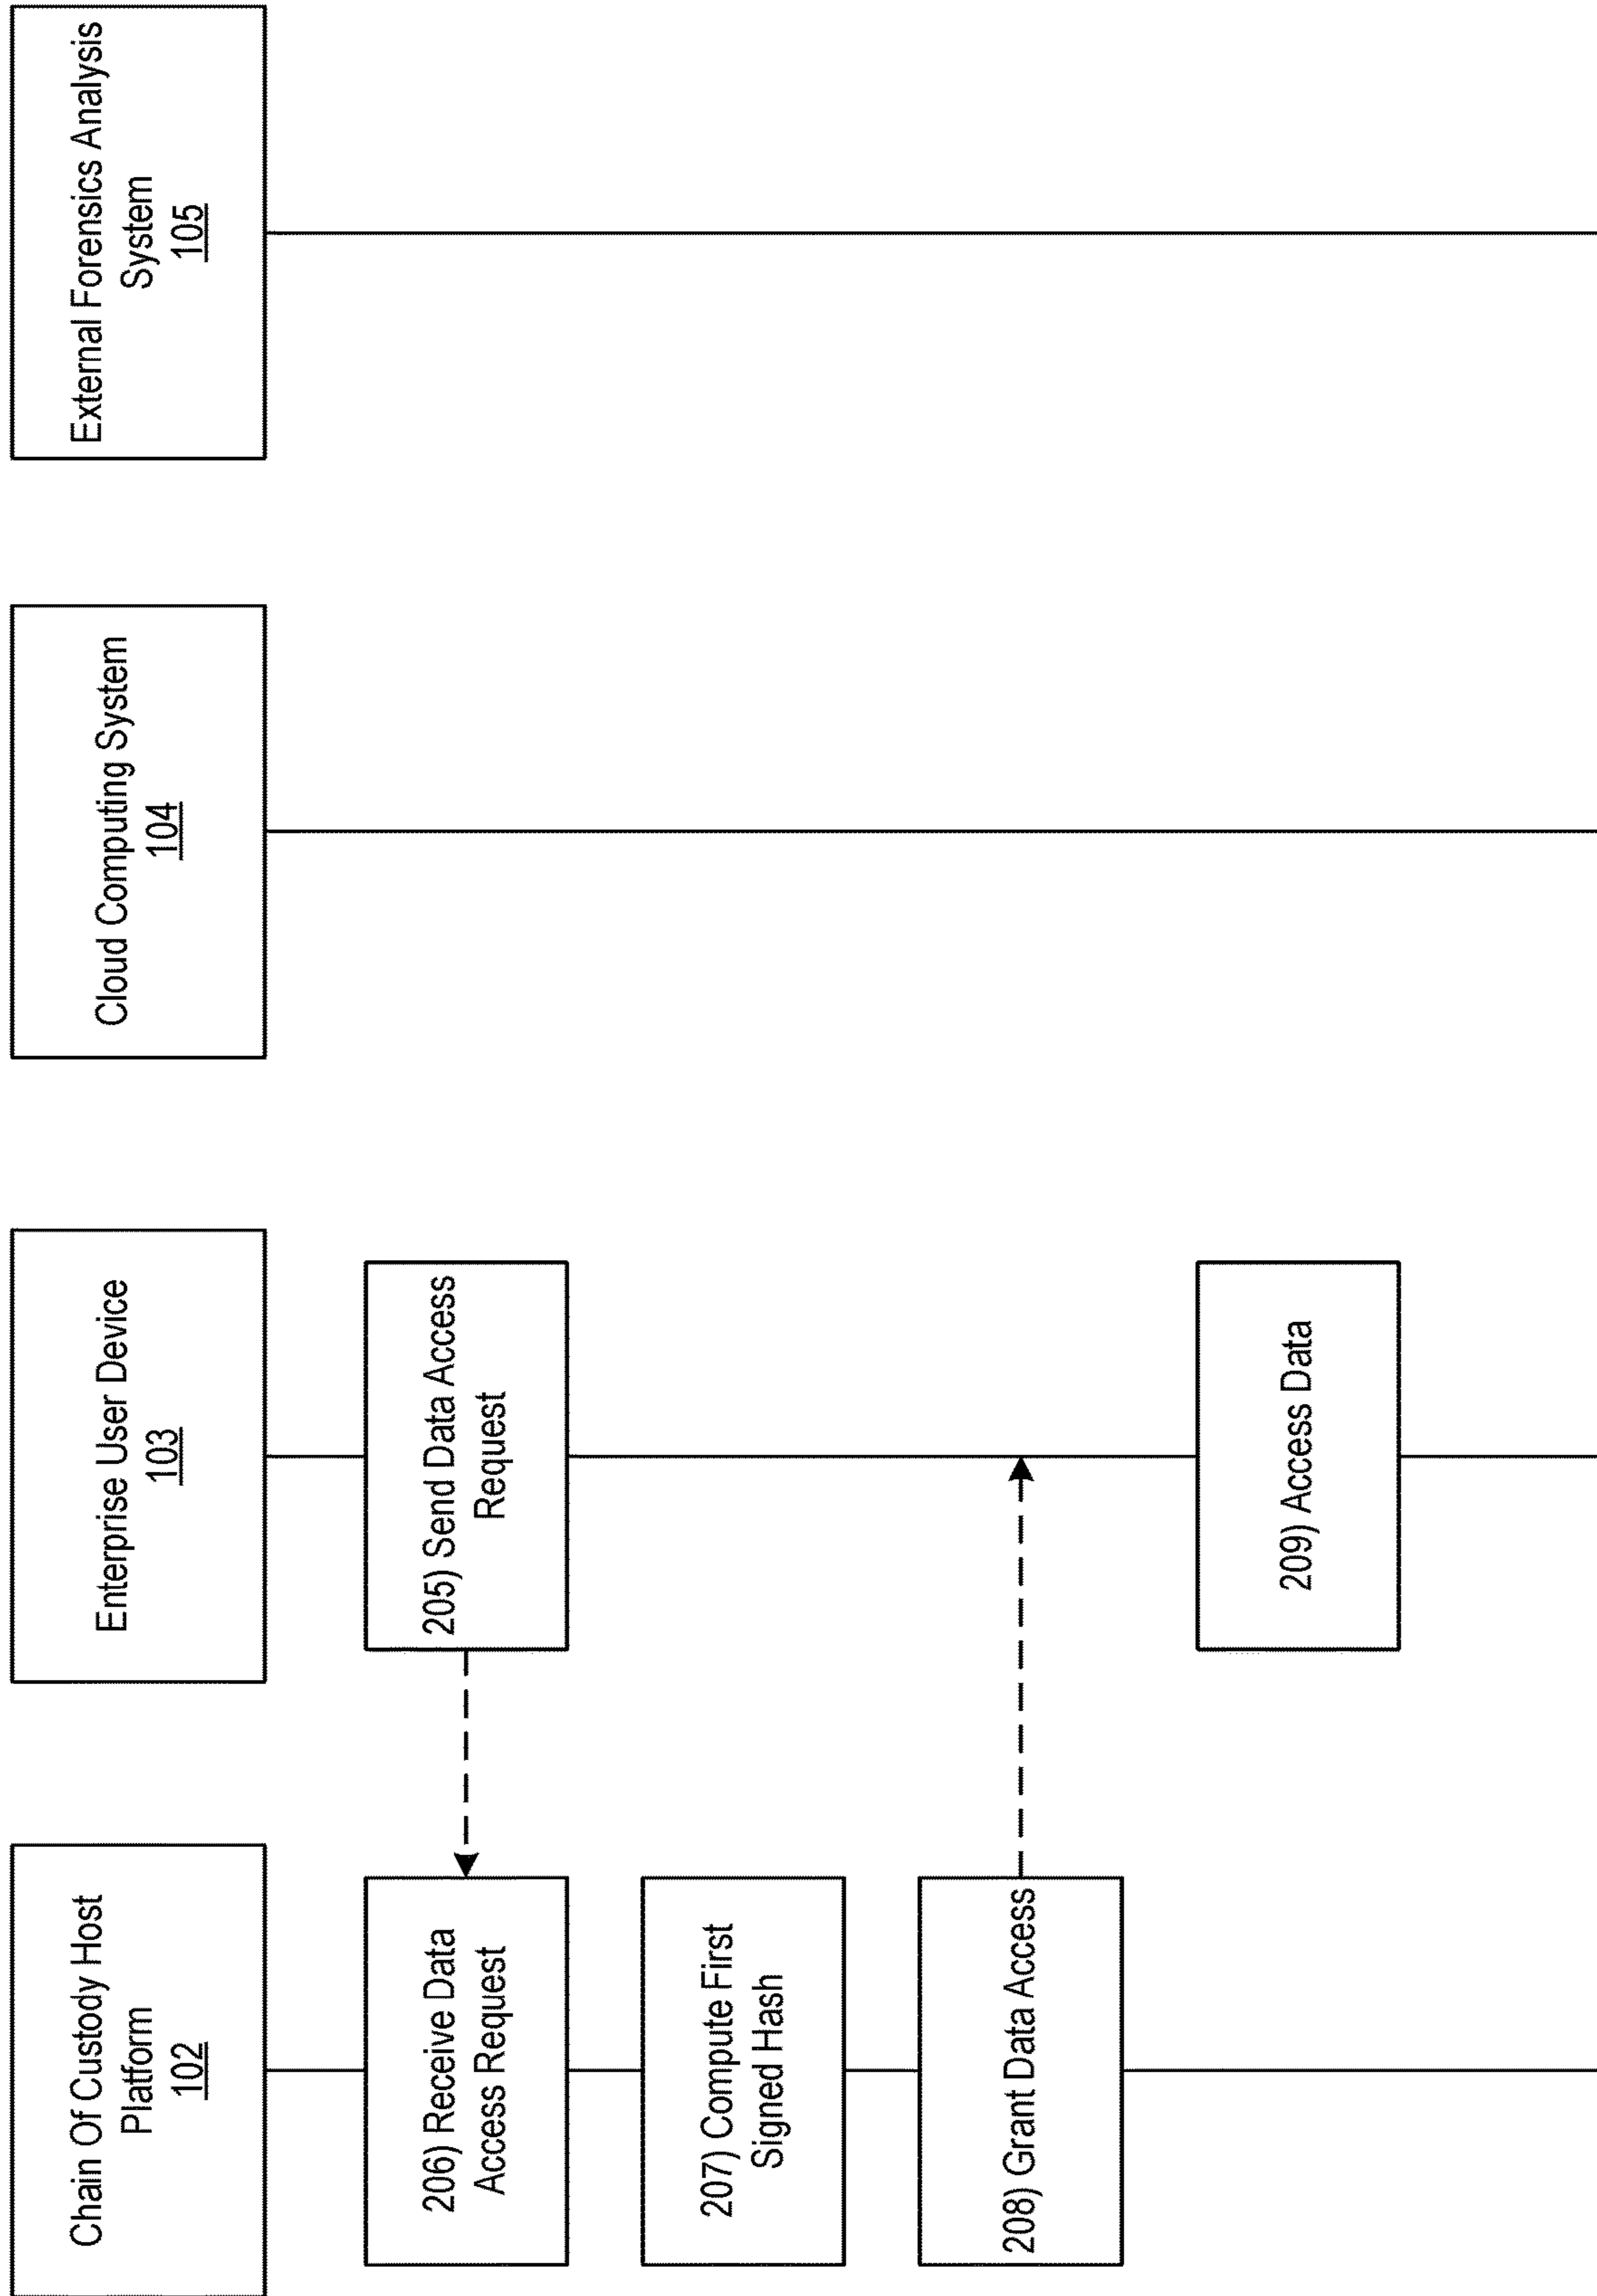 Chain Of Custody Host
Platform
102
Enterprise User Device
103
Cloud Computing System
104
External Forensics Analysis
System
105
205) Send Data Access
Request
206) Receive Data
Access Request
207) Compute First
Signed Hash
208) Grant Data Access
209) Access Data